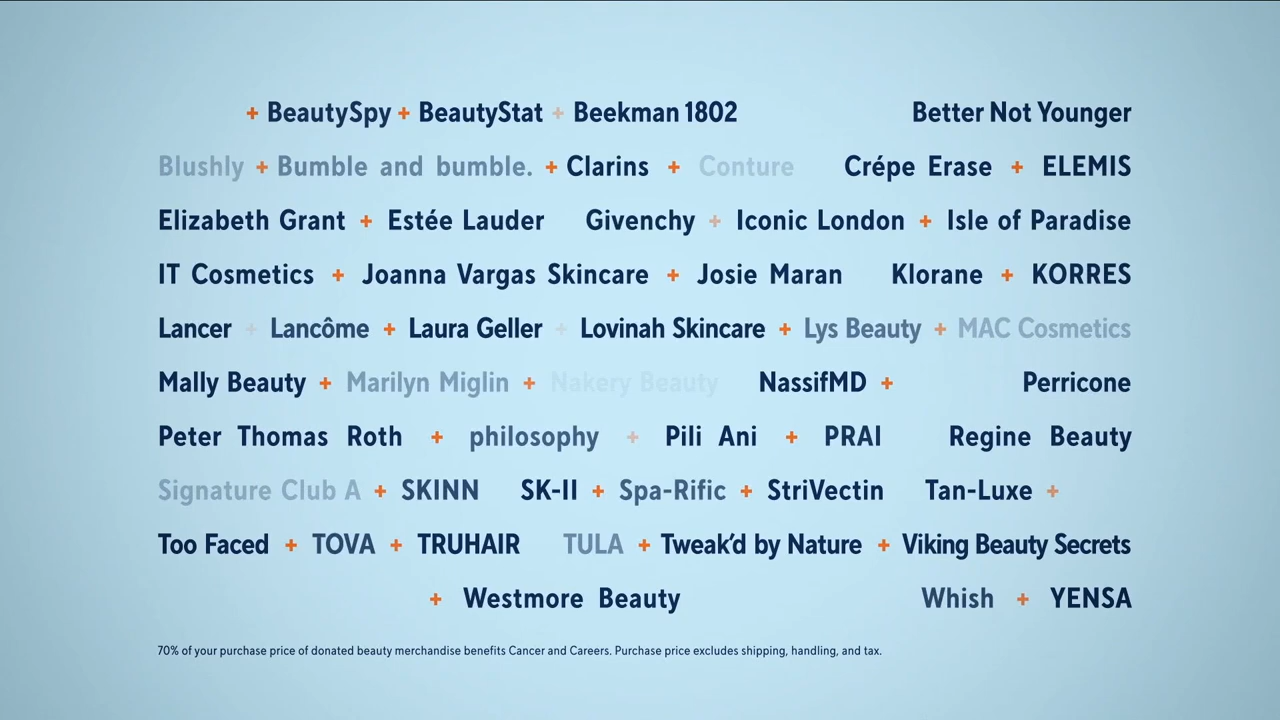 + BeautySpy + BeautyStat + Beekman 1802 Better Not Younger
Blushly + Bumble and bumble. + Clarins + Conture Crépe Erase + ELEMIS
Elizabeth Grant + Estée Lauder Givenchy + Iconic London + Isle of Paradise
IT Cosmetics + Joanna Vargas Skincare + Josie Maran Klorane + KORRES
Lancer + Lancôme + Laura Geller + Lovinah Skincare + Lys Beauty + MAC Cosmetics
Mally Beauty + Marilyn Miglin + Nakery Beauty NassifMD + Perricone
Peter Thomas Roth + philosophy + Pili Ani + PRAI Regine Beauty
Signature Club A + SKINN SK-II + Spa-Rific + StriVectin Tan-Luxe +
Too Faced + TOVA + TRUHAIR TULA + Tweak'd by Nature + Viking Beauty Secrets
+ Westmore Beauty Whish + YENSA
70% of your purchase price of donated beauty merchandise benefits Cancer and Careers. Purchase price excludes shipping, handling, and tax.